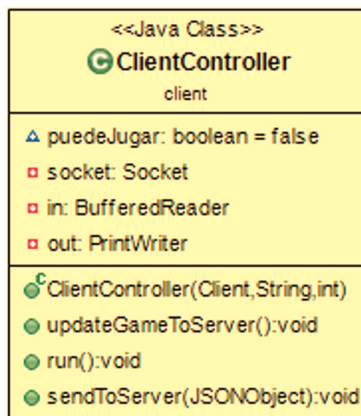 <<Java Class>>
ClientController
client
puedeJugar: boolean = false
socket: Socket
in: BufferedReader
out: PrintWriter
ClientController(Client,String,int)
updateGameToServer():void
run():void
sendToServer(JSONObject):void